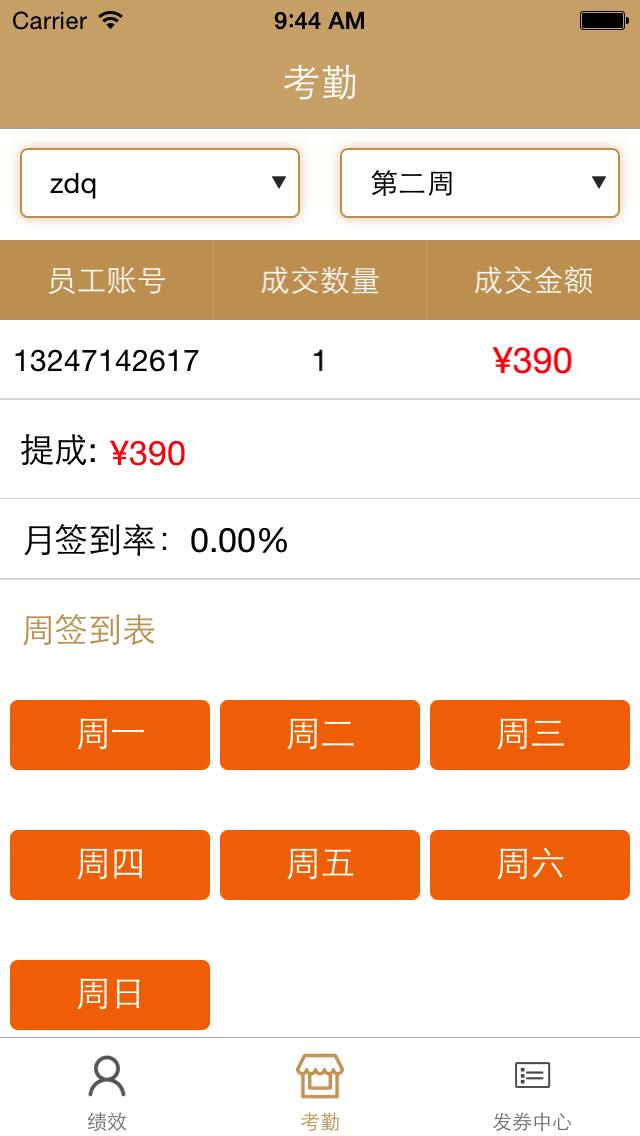 Carrier 9:44 AM
考勤
zdq ▼ 第二周 ▼
员工账号 成交数量 成交金额
13247142617 1 ¥390
提成: ¥390
月签到率: 0.00%
周签到表
周一 周二 周三
周四 周五 周六
周日
绩效 考勤 发券中心